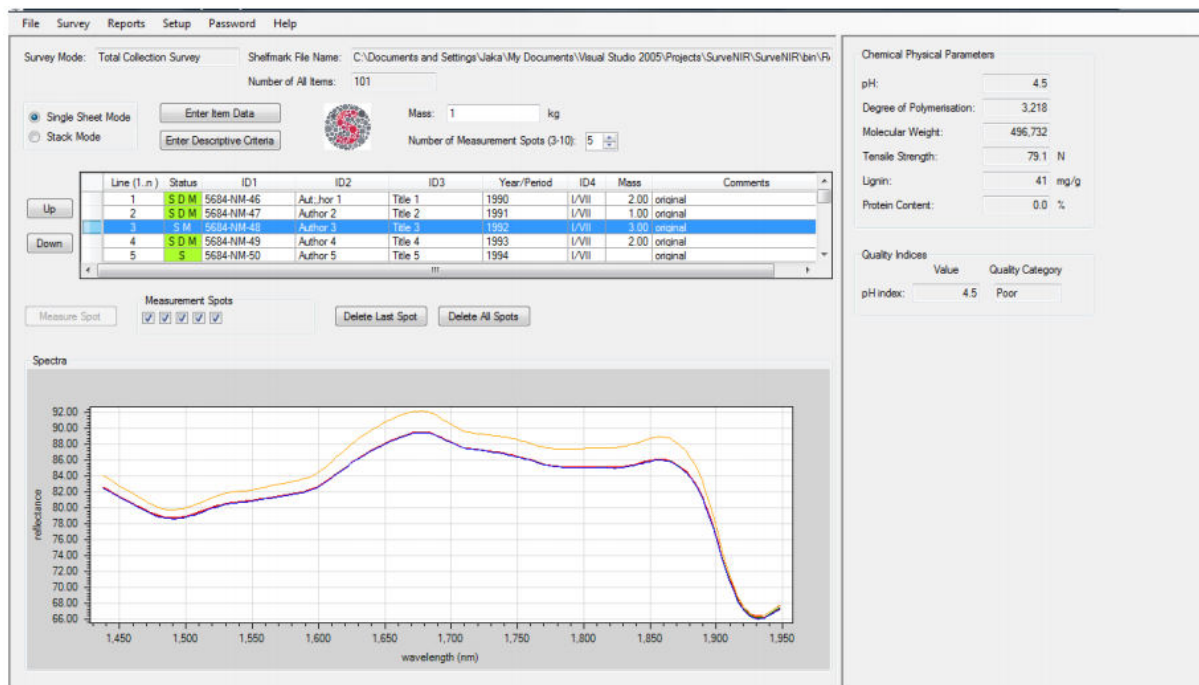 File Survey Reports Setup Password Help
Survey Mode: Total Collection Survey Shelfmark File Name: C:\Documents and Settings\Jaka\My Documents\Visual Studio 2005\Projects\SurveNIR\SurveNIR\bin\R
Number of All Items: 101
Single Sheet Mode
Stack Mode
Enter Item Data
Enter Descriptive Criteria
S
Mass: 1 kg
Number of Measurement Spots (3-10): 5
Up
Down
Line (1..n) Status ID1 ID2 ID3 Year/Period ID4 Mass Comments
1 S D M 5684-NM-46 Aut;,hor 1 Title 1 1990 I/VII 2.00 original
2 S D M 5684-NM-47 Author 2 Title 2 1991 I/VII 1.00 original
3 S M 5684-NM-48 Author 3 Title 3 1992 I/VII 3.00 original
4 S D M 5684-NM-49 Author 4 Title 4 1993 I/VII 2.00 original
5 S 5684-NM-50 Author 5 Title 5 1994 I/VII original
Measure Spot
Measurement Spots
Delete Last Spot Delete All Spots
Spectra
92.00
90.00
88.00
86.00
84.00
82.00
80.00
78.00
76.00
74.00
72.00
70.00
68.00
66.00
reflectance
1,450 1,500 1,550 1,600 1,650 1,700 1,750 1,800 1,850 1,900 1,950
wavelength (nm)
Chemical Physical Parameters
pH: 4.5
Degree of Polymerisation: 3,218
Molecular Weight: 496,732
Tensile Strength: 79.1 N
Lignin: 41 mg/g
Protein Content: 0.0 %
Quality Indices
Value Quality Category
pH index: 4.5 Poor